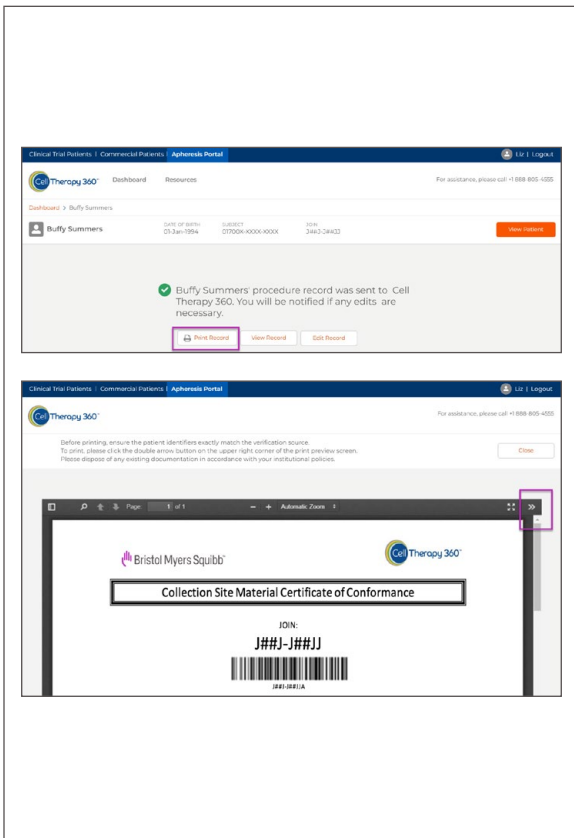 Clinical Trial Patients | Commercial Patients | Apheresis Portal
Liz | Logout
Cell Therapy 360™
Dashboard Resources
For assistance, please call +1 888-805-4555
Dashboard > Buffy Summers
Buffy Summers
DATE OF BIRTH
01-Jan-1994
SUBJECT
01700X-XXXX-XXXX
JOIN
J##J-J##JJ
View Patient
Buffy Summers' procedure record was sent to Cell
Therapy 360. You will be notified if any edits are
necessary.
Print Record View Record Edit Record
Clinical Trial Patients | Commercial Patients | Apheresis Portal
Liz | Logout
Cell Therapy 360™
For assistance, please call +1 888-805-4555
Before printing, ensure the patient identifiers exactly match the verification source.
To print, please click the double arrow button on the upper right corner of the print preview screen.
Please dispose of any existing documentation in accordance with your institutional policies.
Close
Page: 1 of 1
Automatic Zoom
Bristol Myers Squibb™
Cell Therapy 360™
Collection Site Material Certificate of Conformance
JOIN:
J##J-J##JJ
J##J-J##JJA